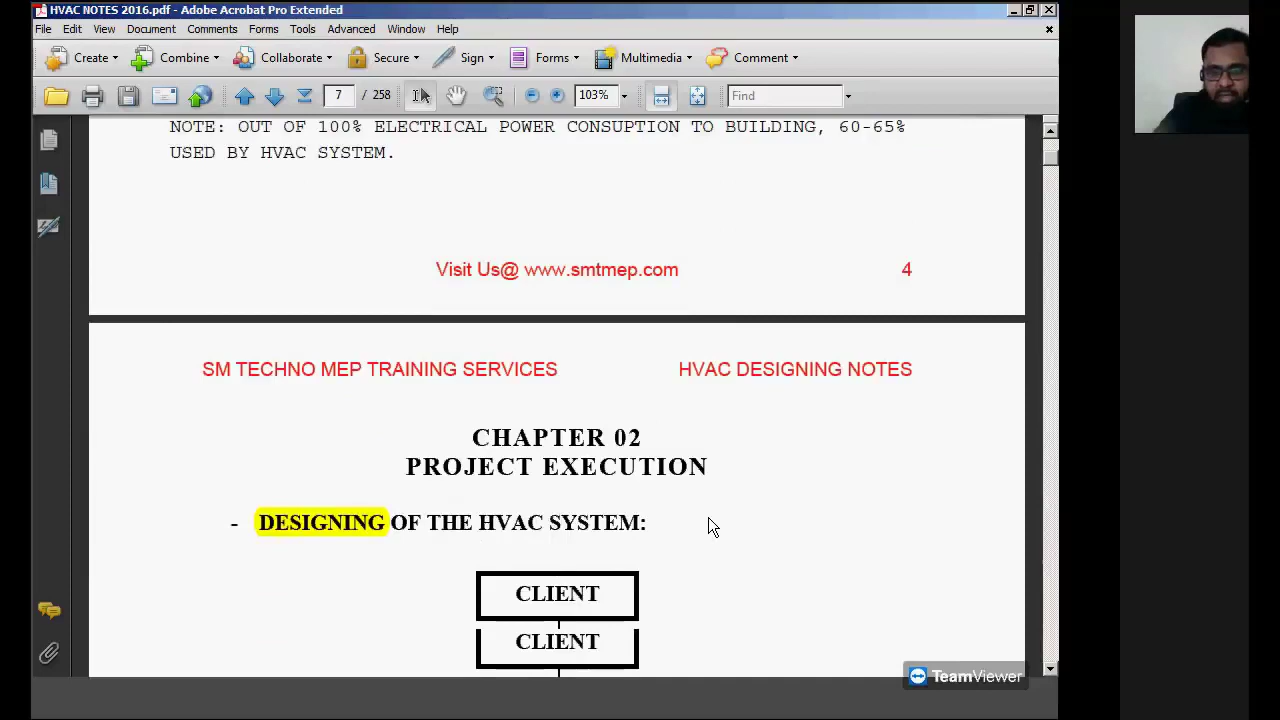 HVAC NOTES 2016.pdf - Adobe Acrobat Pro Extended
File Edit View Document Comments Forms Tools Advanced Window Help
Create Combine Collaborate Secure Sign Forms Multimedia Comment
7 / 258 103% Find
NOTE: OUT OF 100% ELECTRICAL POWER CONSUPTION TO BUILDING, 60-65%
USED BY HVAC SYSTEM.
Visit Us@ www.smtmep.com 4
SM TECHNO MEP TRAINING SERVICES HVAC DESIGNING NOTES
CHAPTER 02
PROJECT EXECUTION
- DESIGNING OF THE HVAC SYSTEM:
CLIENT
CLIENT
TeamViewer